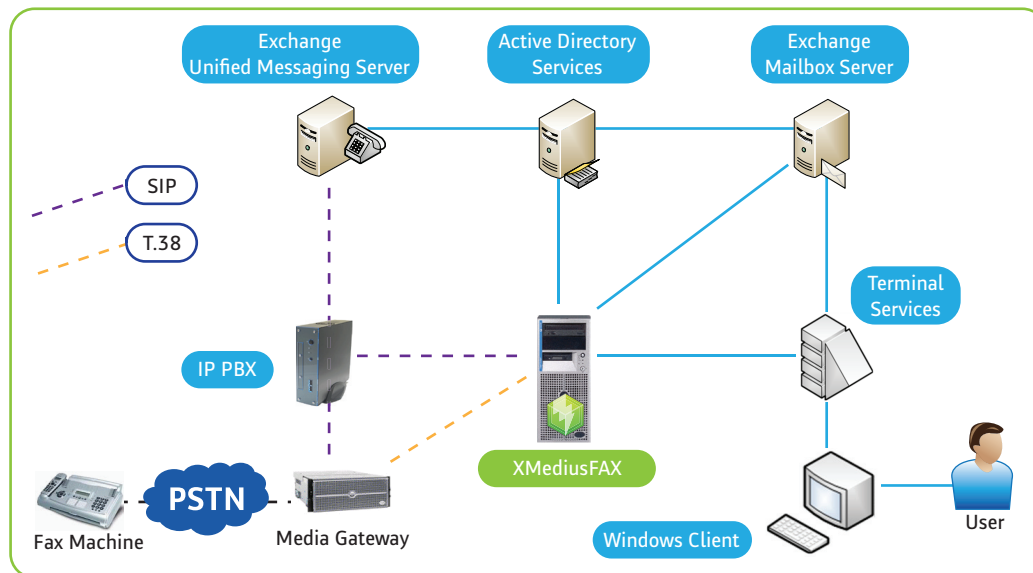 Exchange
Unified Messaging Server
Active Directory
Services
Exchange
Mailbox Server
SIP
T.38
Terminal
Services
IP PBX
XMediusFAX
PSTN
Fax Machine
Media Gateway
Windows Client
User